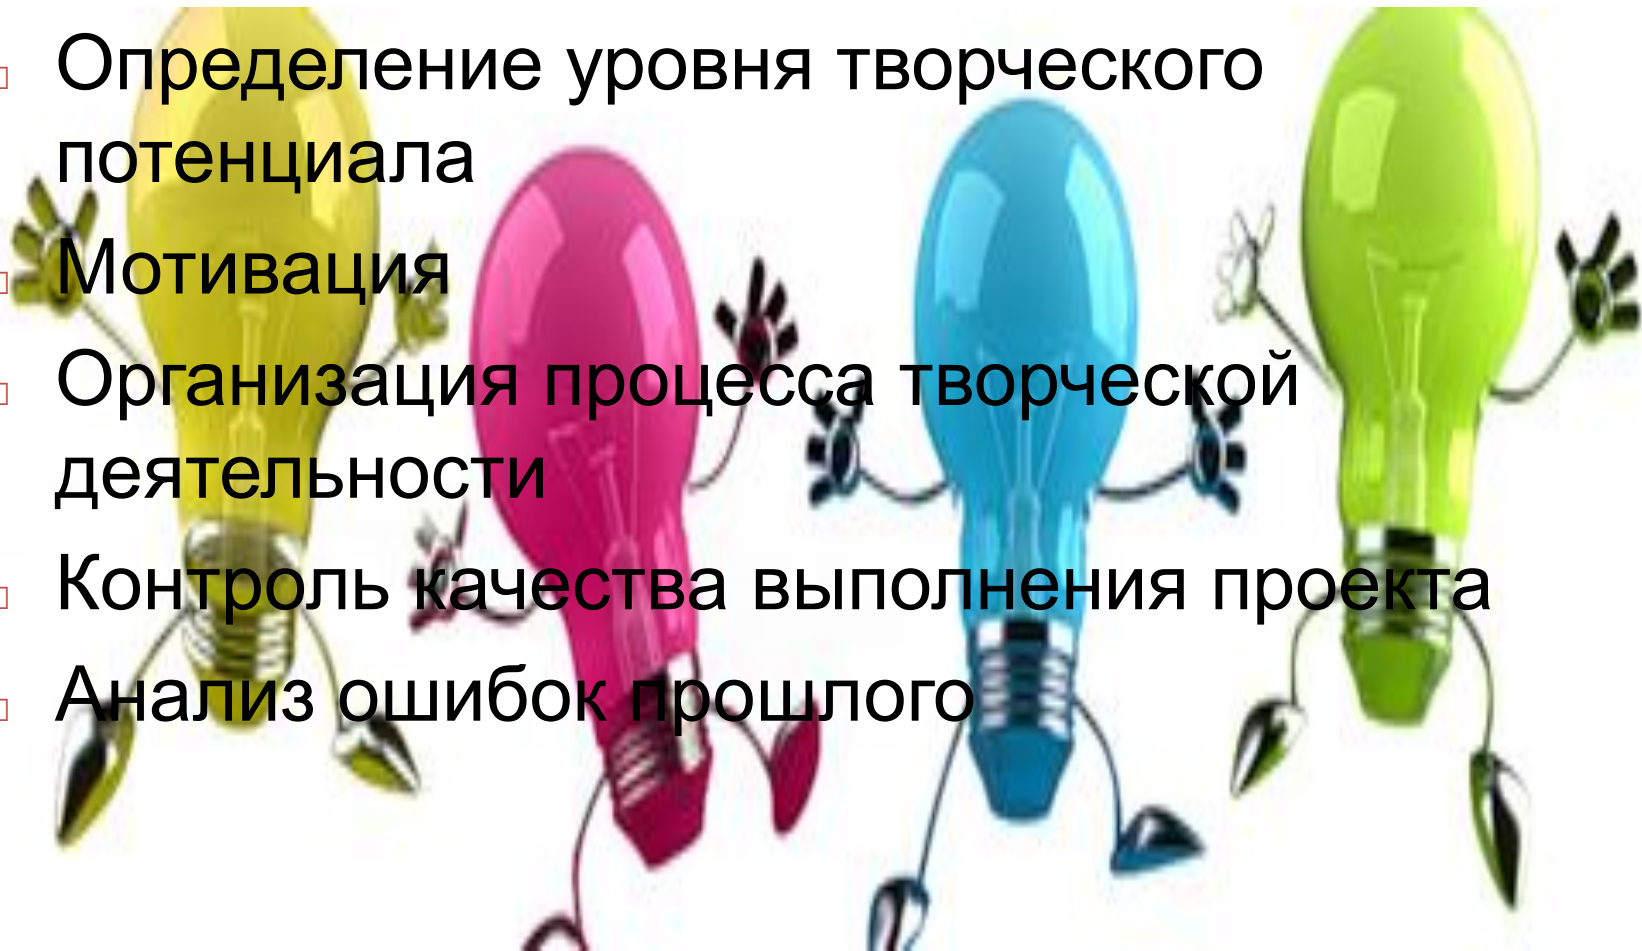 Определение уровня творческого
потенциала
Мотивация
Организация процесса творческой
деятельности
Контроль качества выполнения проекта
Анализ ошибок прошлого